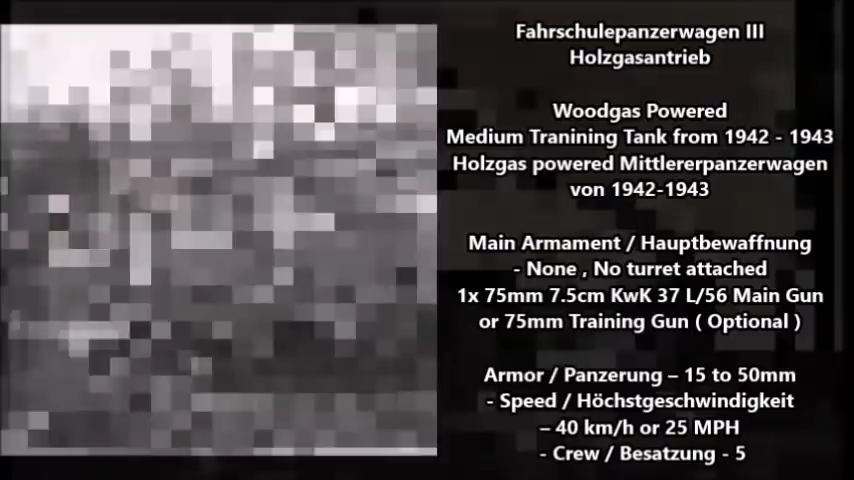 Fahrschulepanzerwagen III
Holzgasantrieb
Woodgas Powered
Medium Tranining Tank from 1942 - 1943
Holzgas powered Mittlererpanzerwagen
von 1942-1943
Main Armament / Hauptbewaffnung
- None , No turret attached
1x 75mm 7.5cm KwK 37 L/56 Main Gun
or 75mm Training Gun ( Optional )
Armor / Panzerung – 15 to 50mm
- Speed / Höchstgeschwindigkeit
– 40 km/h or 25 MPH
- Crew / Besatzung - 5